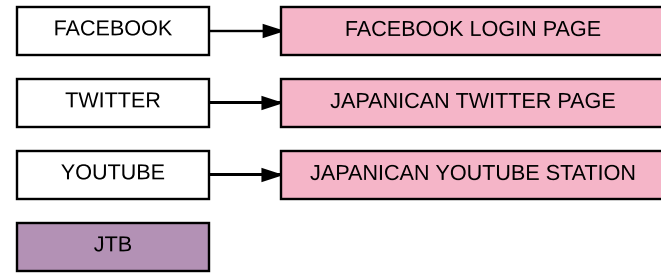 FACEBOOK
FACEBOOK LOGIN PAGE
TWITTER
JAPANICAN TWITTER PAGE
YOUTUBE
JAPANICAN YOUTUBE STATION
JTB